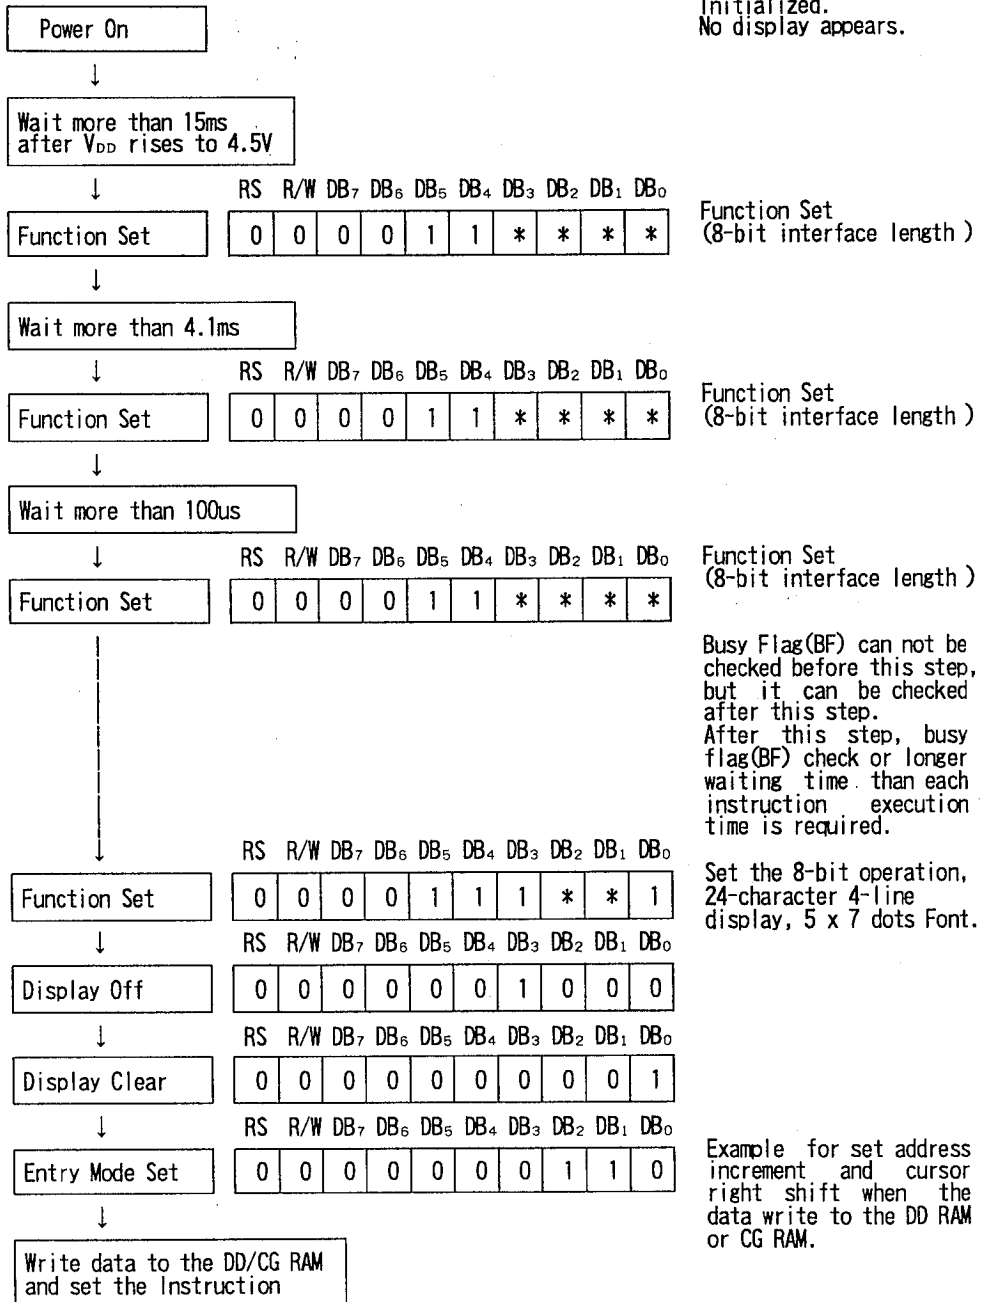 Initialized.
No display appears.
Power On
↓
Wait more than 15ms
after VDD rises to 4.5V
↓
RS R/W DB₇ DB₆ DB₅ DB₄ DB₃ DB₂ DB₁ DB₀
Function Set 0 0 0 0 1 1 * * * *
Function Set
(8-bit interface length )
↓
Wait more than 4.1ms
↓
RS R/W DB₇ DB₆ DB₅ DB₄ DB₃ DB₂ DB₁ DB₀
Function Set 0 0 0 0 1 1 * * * *
Function Set
(8-bit interface length )
↓
Wait more than 100us
↓
RS R/W DB₇ DB₆ DB₅ DB₄ DB₃ DB₂ DB₁ DB₀
Function Set 0 0 0 0 1 1 * * * *
Function Set
(8-bit interface length )
Busy Flag(BF) can not be
checked before this step,
but it can be checked
after this step.
After this step, busy
flag(BF) check or longer
waiting time than each
instruction execution
time is required.
↓
RS R/W DB₇ DB₆ DB₅ DB₄ DB₃ DB₂ DB₁ DB₀
Function Set 0 0 0 0 1 1 1 * * 1
Set the 8-bit operation,
24-character 4-line
display, 5 x 7 dots Font.
↓
RS R/W DB₇ DB₆ DB₅ DB₄ DB₃ DB₂ DB₁ DB₀
Display Off 0 0 0 0 0 0 1 0 0 0
↓
RS R/W DB₇ DB₆ DB₅ DB₄ DB₃ DB₂ DB₁ DB₀
Display Clear 0 0 0 0 0 0 0 0 0 1
↓
RS R/W DB₇ DB₆ DB₅ DB₄ DB₃ DB₂ DB₁ DB₀
Entry Mode Set 0 0 0 0 0 0 0 1 1 0
Example for set address
increment and cursor
right shift when the
data write to the DD RAM
or CG RAM.
↓
Write data to the DD/CG RAM
and set the Instruction